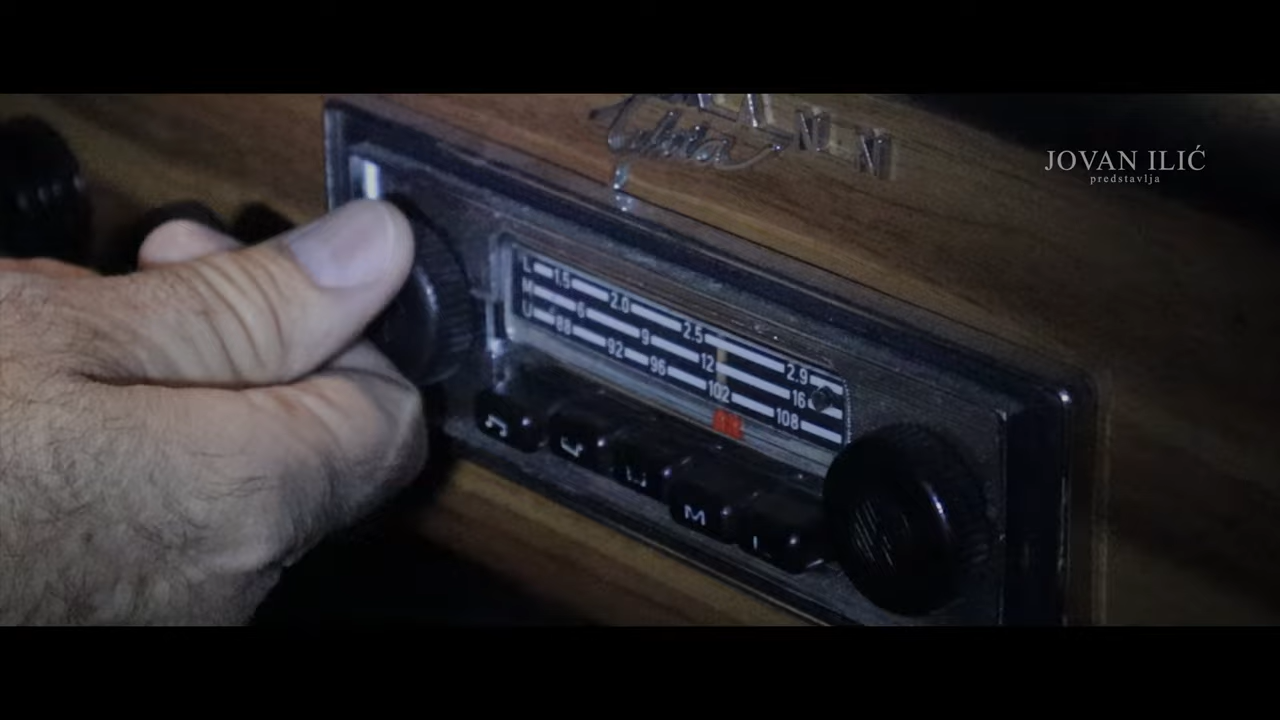 ANN
JOVAN ILIĆ
predstavlja
L 1.5 2.0 2.5 2.9
M 6 9 12 16
U 88 92 96 102 108
U M L